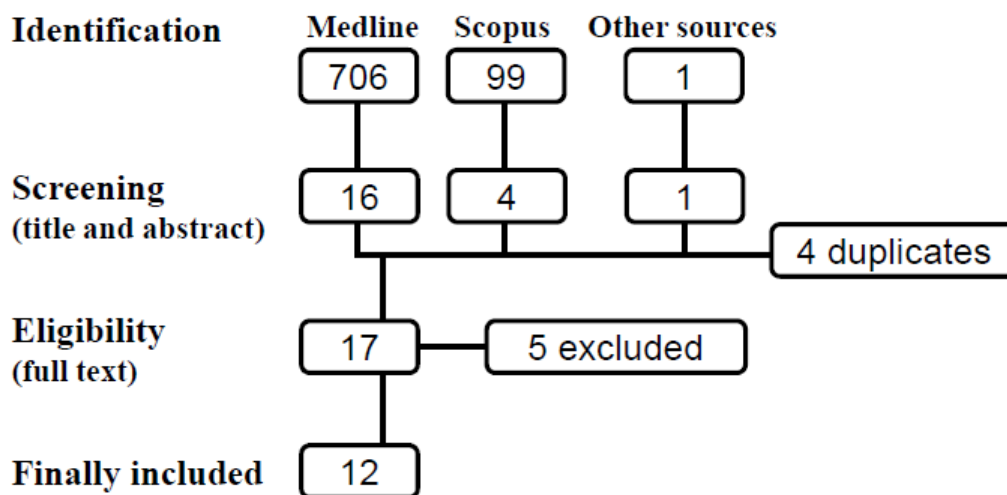 Identification
Medline Scopus Other sources
706 99 1
Screening
(title and abstract)
16 4 1
4 duplicates
Eligibility
(full text)
17 5 excluded
Finally included
12